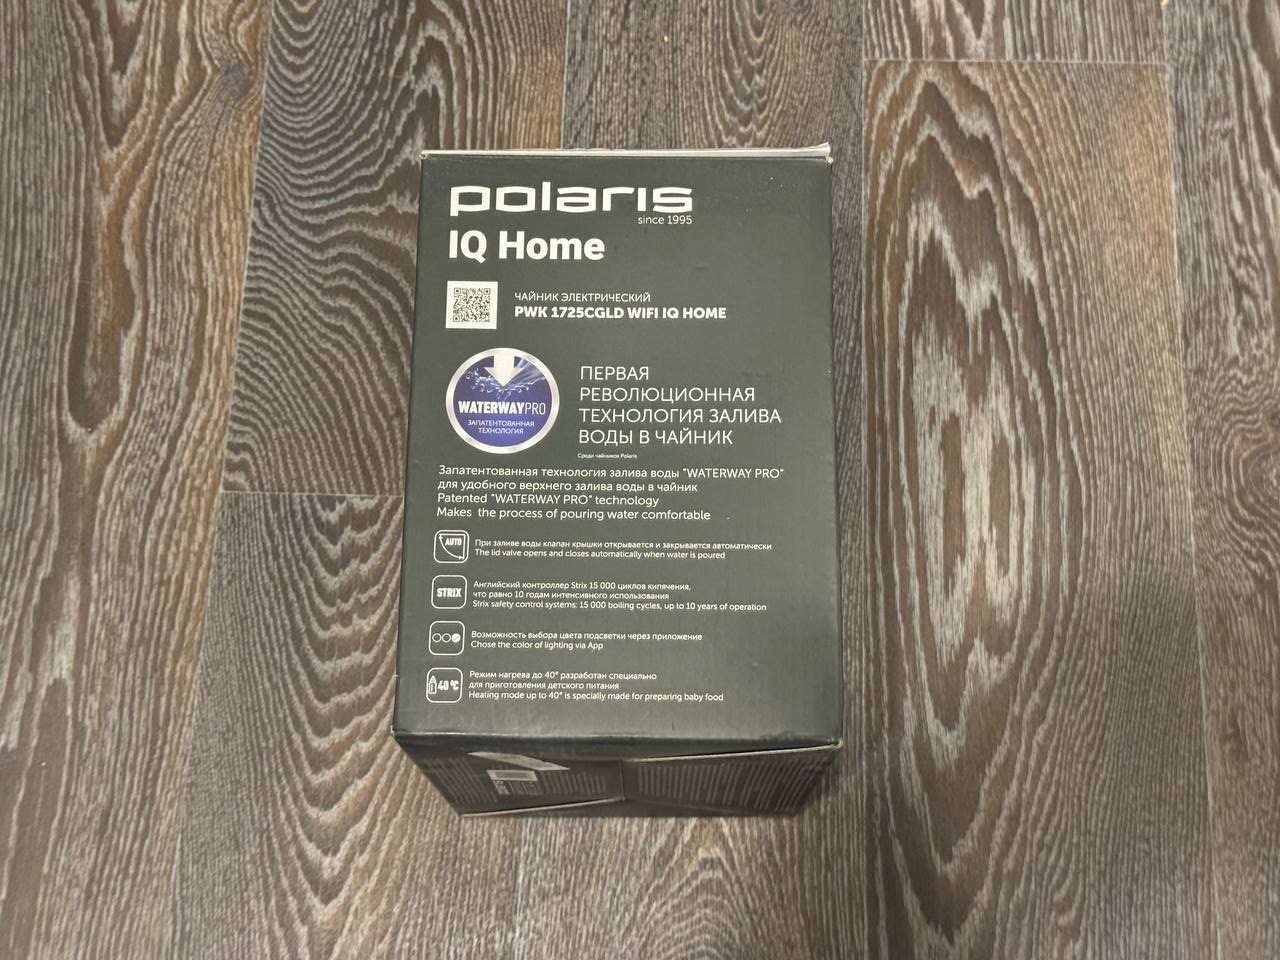 polaris
since 1995
IQ Home
ЧАЙНИК ЭЛЕКТРИЧЕСКИЙ
PWK 1725CGLD WIFI IQ HOME
WATERWAYPRO
ЗАПАТЕНТОВАННАЯ
ТЕХНОЛОГИЯ
ПЕРВАЯ
РЕВОЛЮЦИОННАЯ
ТЕХНОЛОГИЯ ЗАЛИВА
ВОДЫ В ЧАЙНИК
Среди чайников Polaris
Запатентованная технология залива воды "WATERWAY PRO"
для удобного верхнего залива воды в чайник
Patented "WATERWAY PRO" technology
Makes the process of pouring water comfortable
AUTO
При заливе воды клапан крышки открывается и закрывается автоматически
The lid valve opens and closes automatically when water is poured
STRIX
Английский контроллер Strix 15 000 циклов кипячения,
что равно 10 годам интенсивного использования
Strix safety control systems: 15 000 boiling cycles, up to 10 years of operation
Возможность выбора цвета подсветки через приложение
Chose the color of lighting via App
40 °C
Режим нагрева до 40° разработан специально
для приготовления детского питания
Heating mode up to 40° is specially made for preparing baby food